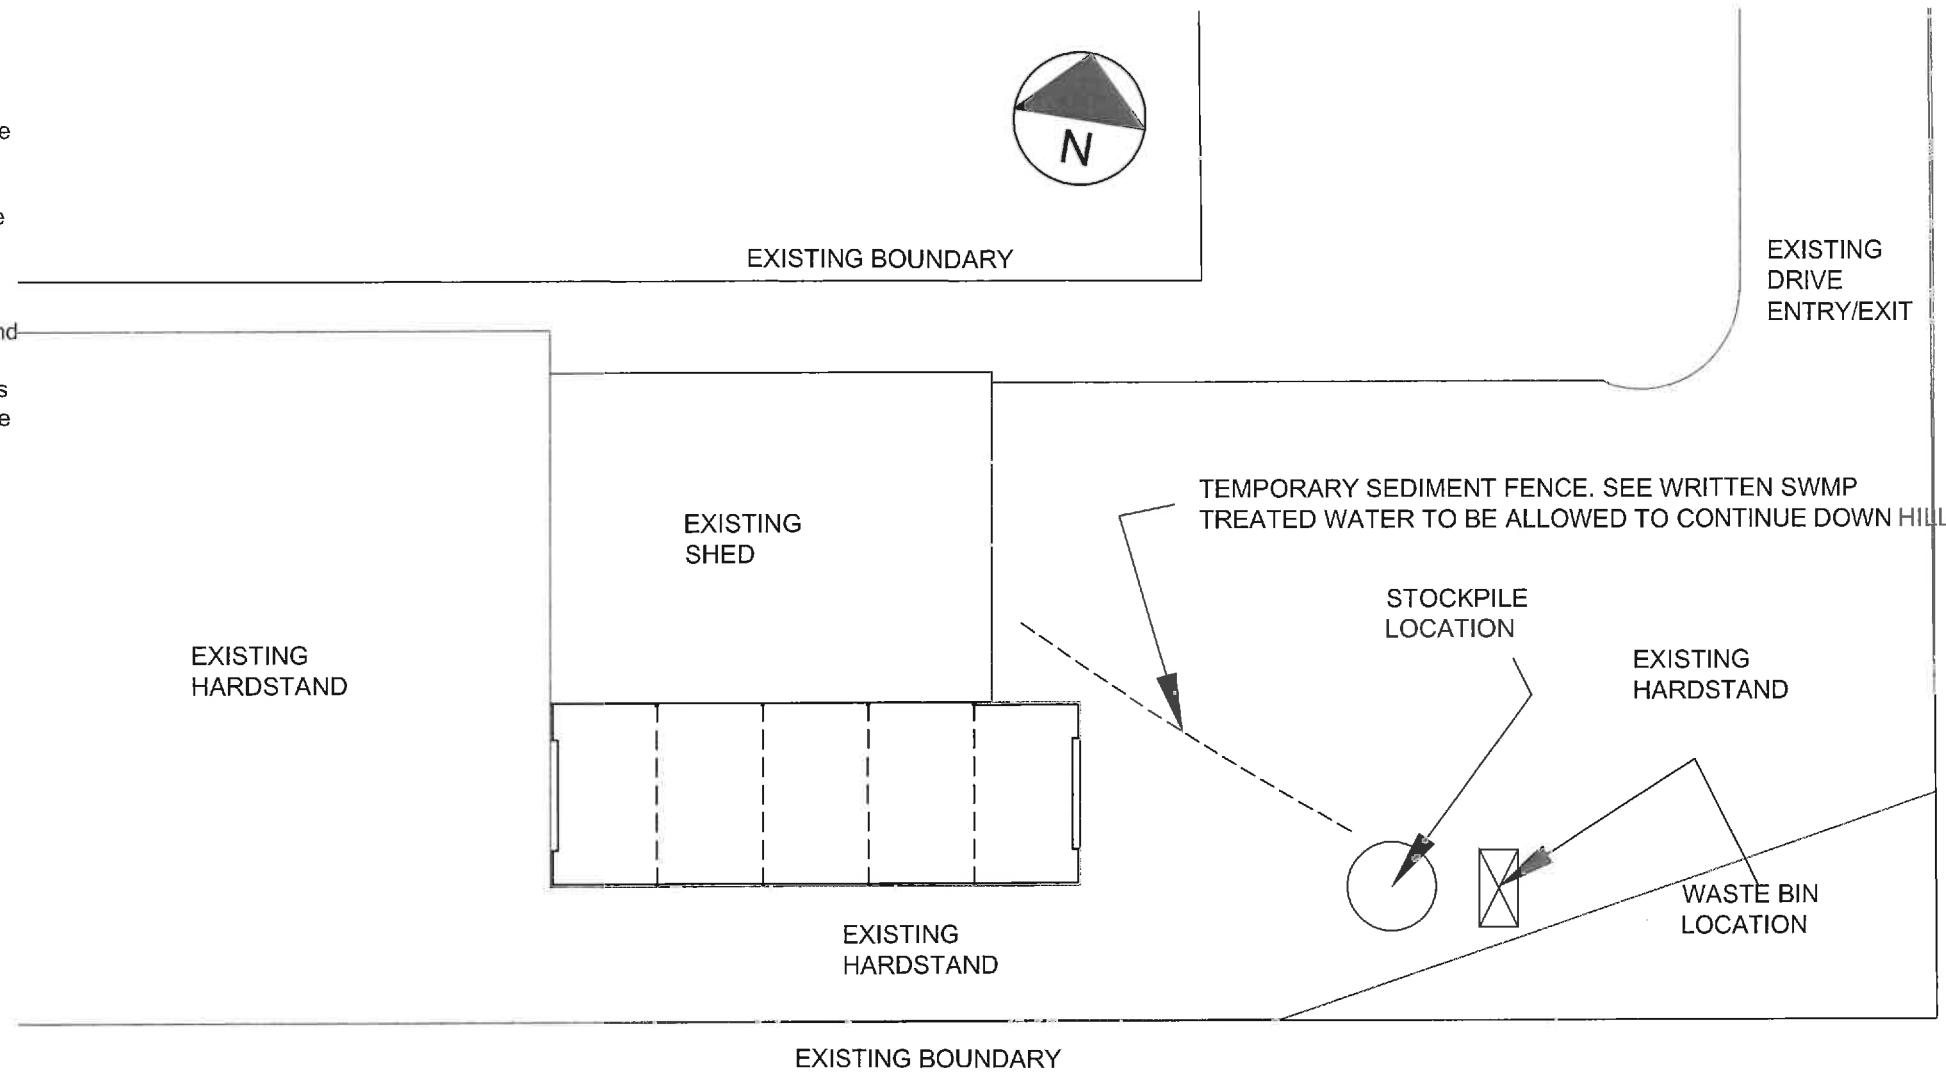 e
e
nd
s
e
N
EXISTING BOUNDARY
EXISTING
DRIVE
ENTRY/EXIT
TEMPORARY SEDIMENT FENCE. SEE WRITTEN SWMP
TREATED WATER TO BE ALLOWED TO CONTINUE DOWN HILL
EXISTING
SHED
STOCKPILE
LOCATION
EXISTING
HARDSTAND
EXISTING
HARDSTAND
WASTE BIN
LOCATION
EXISTING
HARDSTAND
EXISTING BOUNDARY